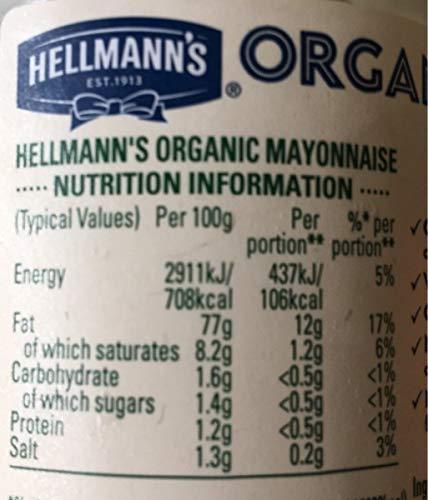 HELLMANN'S ORGA
EST.1913
®
HELLMANN'S ORGANIC MAYONNAISE
····· NUTRITION INFORMATION ·····
(Typical Values) Per 100g Per %* per
portion** portion**
Energy 2911kJ/ 437kJ/ 5%
708kcal 106kcal
Fat 77g 12g 17%
of which saturates 8.2g 1.2g 6%
Carbohydrate 1.6g <0.5g <1%
of which sugars 1.4g <0.5g <1%
Protein 1.2g <0.5g <1%
Salt 1.3g 0.2g 3%
Ing